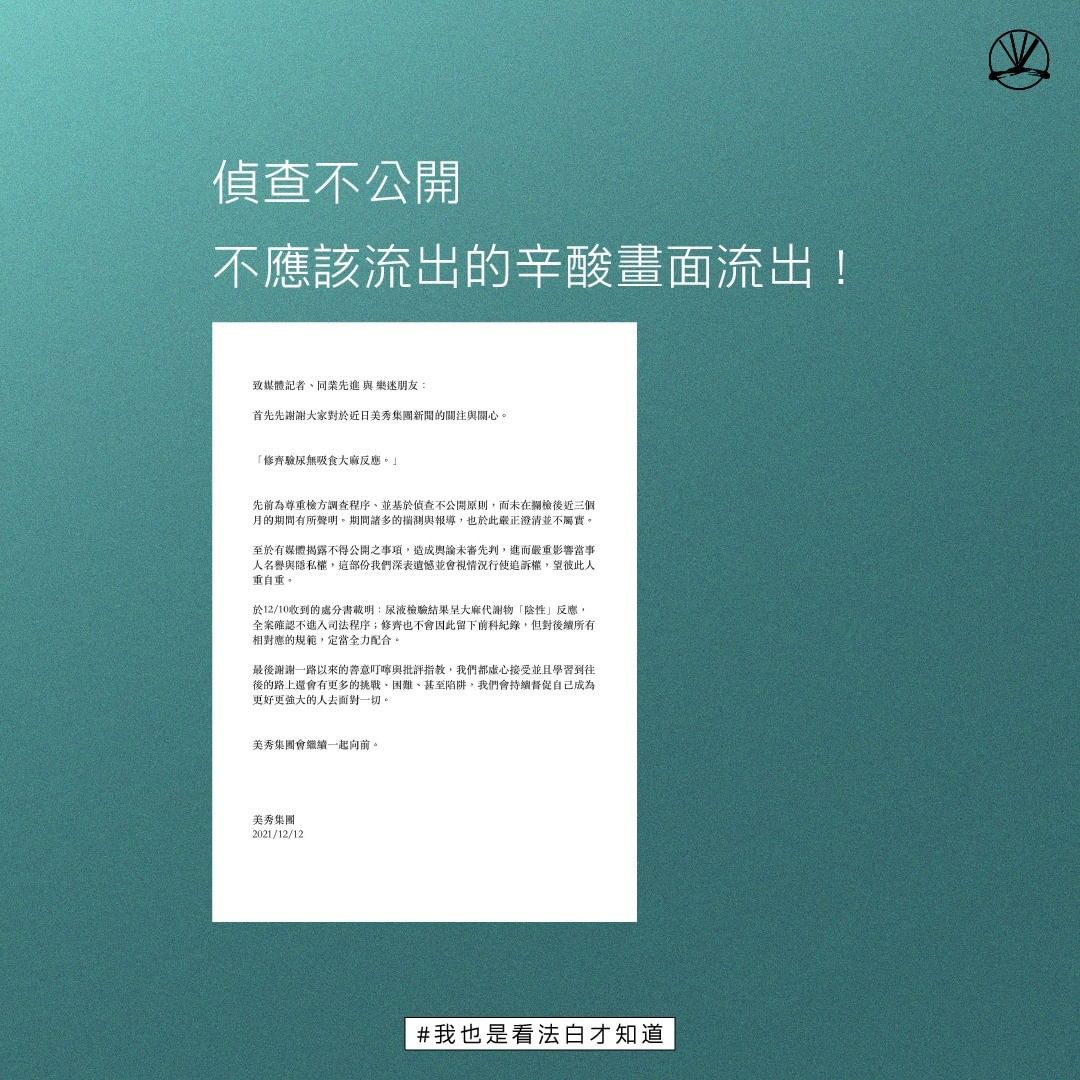 偵查不公開
不應該流出的辛酸畫面流出！
致媒體記者、同業先進 與 樂迷朋友：
首先先謝謝大家對於近日美秀集團新聞的關注與關心。
「修齊驗尿無吸食大麻反應。」
先前為尊重檢方調查程序、並基於偵查不公開原則，而未在攔檢後近三個
月的期間有所聲明。期間諸多的揣測與報導，也於此嚴正澄清並不屬實。
至於有媒體揭露不得公開之事項，造成輿論未審先判，進而嚴重影響當事
人名譽與隱私權，這部份我們深表遺憾並會視情況行使追訴權，望彼此人
重自重。
於12/10收到的處分書載明：尿液檢驗結果呈大麻代謝物「陰性」反應，
全案確認不進入司法程序；修齊也不會因此留下前科紀錄，但對後續所有
相對應的規範，定當全力配合。
最後謝謝一路以來的善意叮嚀與批評指教，我們都虛心接受並且學習到往
後的路上還會有更多的挑戰、困難、甚至陷阱，我們會持續督促自己成為
更好更強大的人去面對一切。
美秀集團會繼續一起向前。
美秀集團
2021/12/12
#我也是看法白才知道